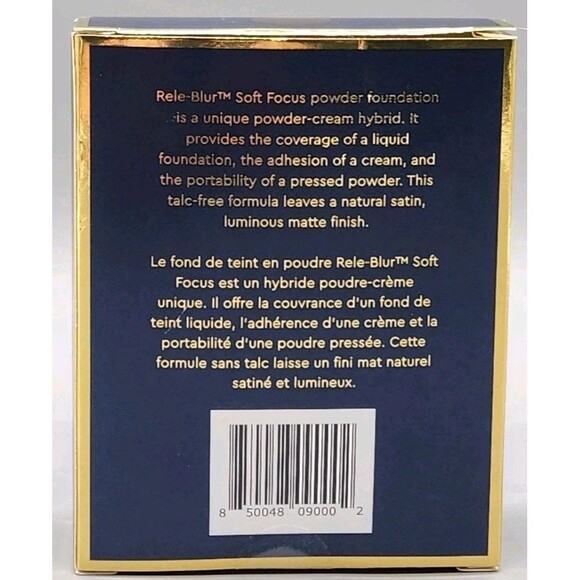 Rele-Blur™ Soft Focus powder foundation
is a unique powder-cream hybrid. It
provides the coverage of a liquid
foundation, the adhesion of a cream, and
the portability of a pressed powder. This
talc-free formula leaves a natural satin,
luminous matte finish.
Le fond de teint en poudre Rele-Blur™ Soft
Focus est un hybride poudre-crème
unique. Il offre la couvrance d'un fond de
teint liquide, l'adhérence d'une crème et la
portabilité d'une poudre pressée. Cette
formule sans talc laisse un fini mat naturel
satiné et lumineux.
8 50048 09000 2